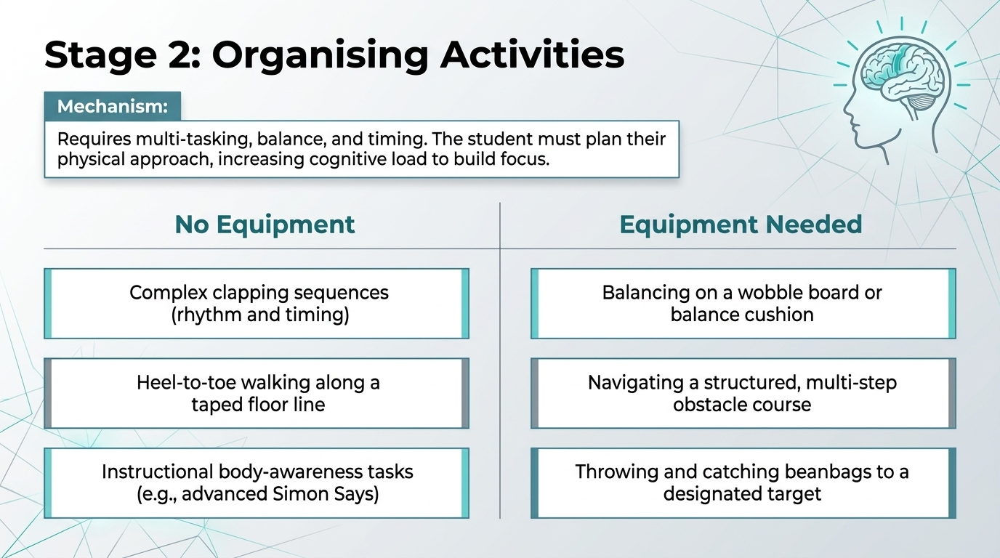 Stage 2: Organising Activities
Mechanism:
Requires multi-tasking, balance, and timing. The student must plan their
physical approach, increasing cognitive load to build focus.
No Equipment
Complex clapping sequences
(rhythm and timing)
Heel-to-toe walking along a
taped floor line
Instructional body-awareness tasks
(e.g., advanced Simon Says)
Equipment Needed
Balancing on a wobble board or
balance cushion
Navigating a structured, multi-step
obstacle course
Throwing and catching beanbags to a
designated target